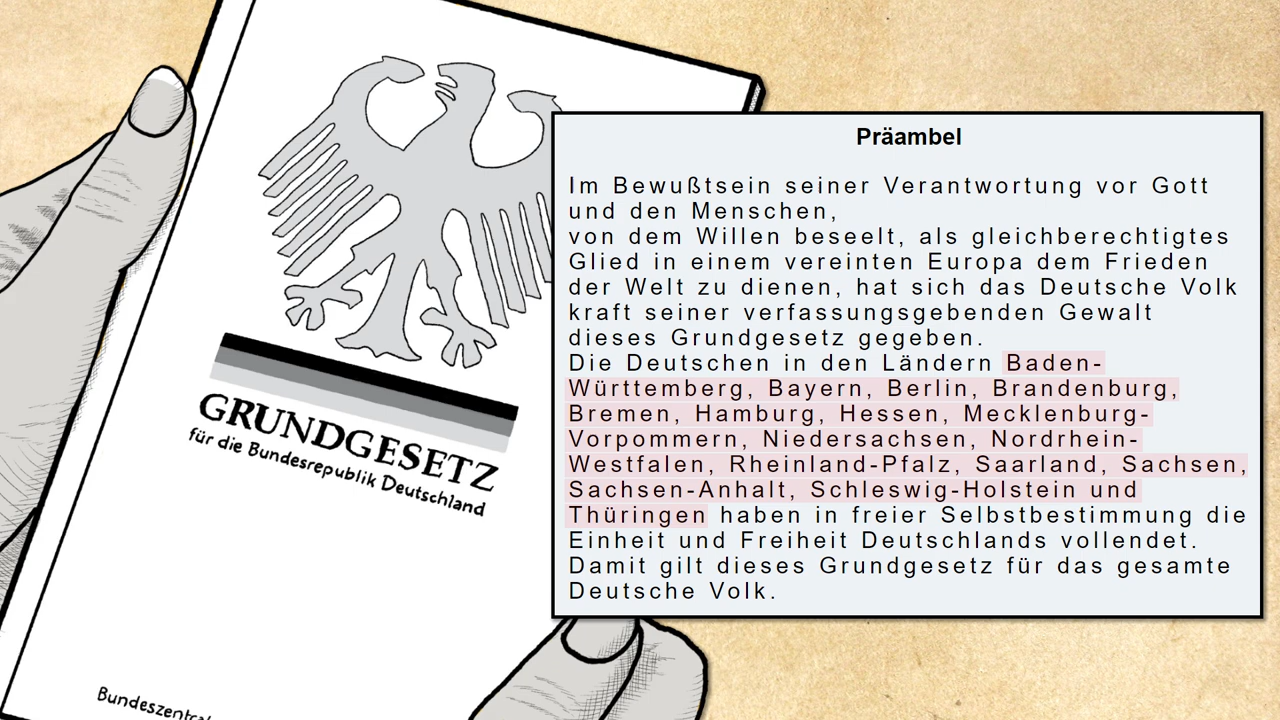 GRUNDGESETZ
für die Bundesrepublik Deutschland
Präambel
Im Bewußtsein seiner Verantwortung vor Gott
und den Menschen,
von dem Willen beseelt, als gleichberechtigtes
Glied in einem vereinten Europa dem Frieden
der Welt zu dienen, hat sich das Deutsche Volk
kraft seiner verfassungsgebenden Gewalt
dieses Grundgesetz gegeben.
Die Deutschen in den Ländern Baden-
Württemberg, Bayern, Berlin, Brandenburg,
Bremen, Hamburg, Hessen, Mecklenburg-
Vorpommern, Niedersachsen, Nordrhein-
Westfalen, Rheinland-Pfalz, Saarland, Sachsen,
Sachsen-Anhalt, Schleswig-Holstein und
Thüringen haben in freier Selbstbestimmung die
Einheit und Freiheit Deutschlands vollendet.
Damit gilt dieses Grundgesetz für das gesamte
Deutsche Volk.